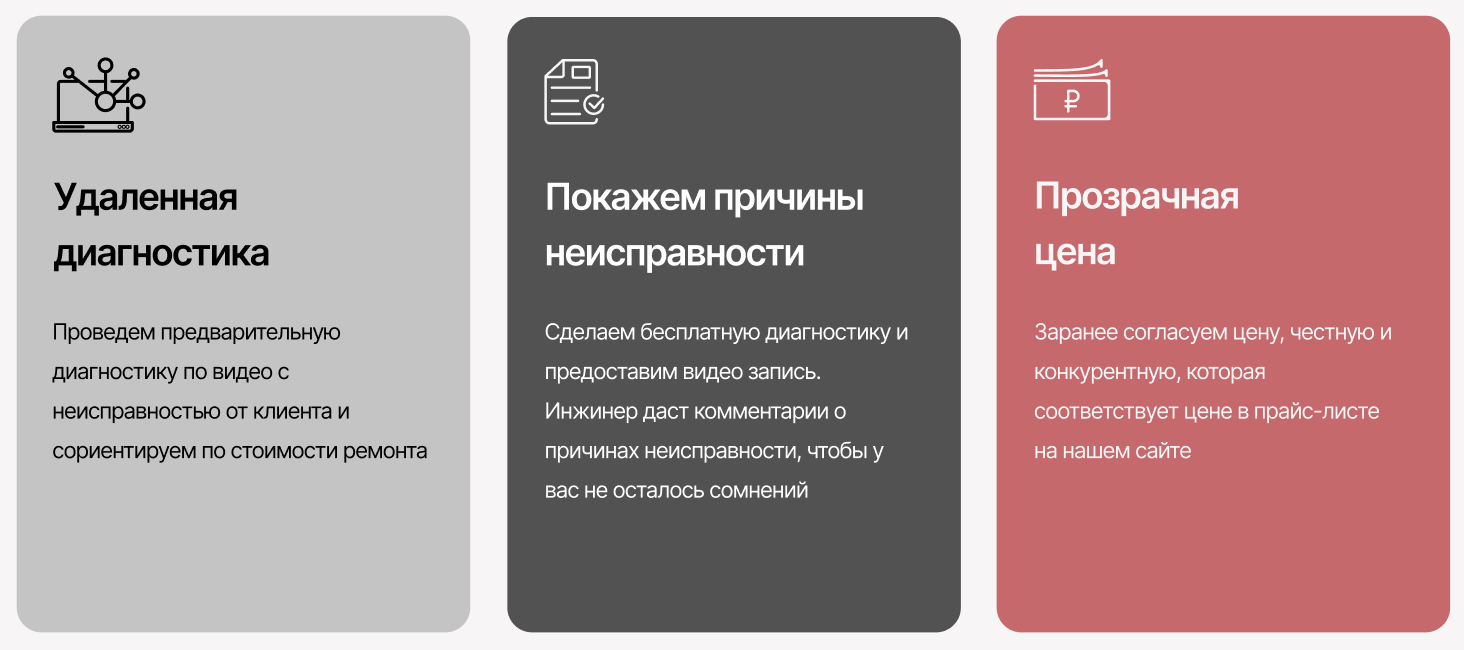 Удаленная
диагностика
Проведем предварительную
диагностику по видео с
неисправностью от клиента и
сориентируем по стоимости ремонта
Покажем причины
неисправности
Сделаем бесплатную диагностику и
предоставим видео запись.
Инжинер даст комментарии о
причинах неисправности, чтобы у
вас не осталось сомнений
₽
Прозрачная
цена
Заранее согласуем цену, честную и
конкурентную, которая
соответствует цене в прайс-листе
на нашем сайте